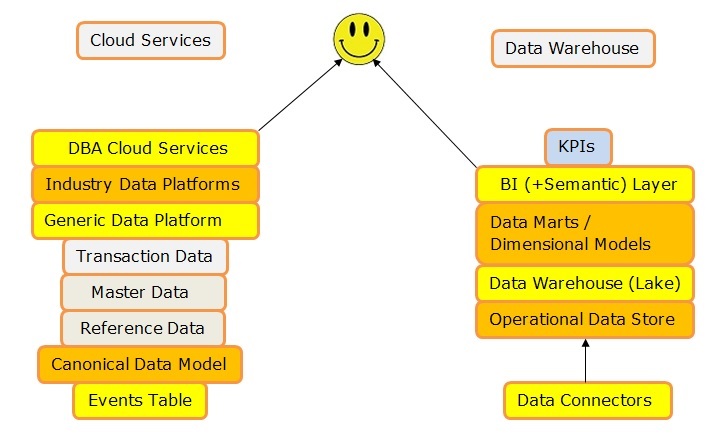 Cloud Services
Data Warehouse
DBA Cloud Services
Industry Data Platforms
Generic Data Platform
Transaction Data
Master Data
Reference Data
Canonical Data Model
Events Table
KPIs
BI (+Semantic) Layer
Data Marts /
Dimensional Models
Data Warehouse (Lake)
Operational Data Store
Data Connectors